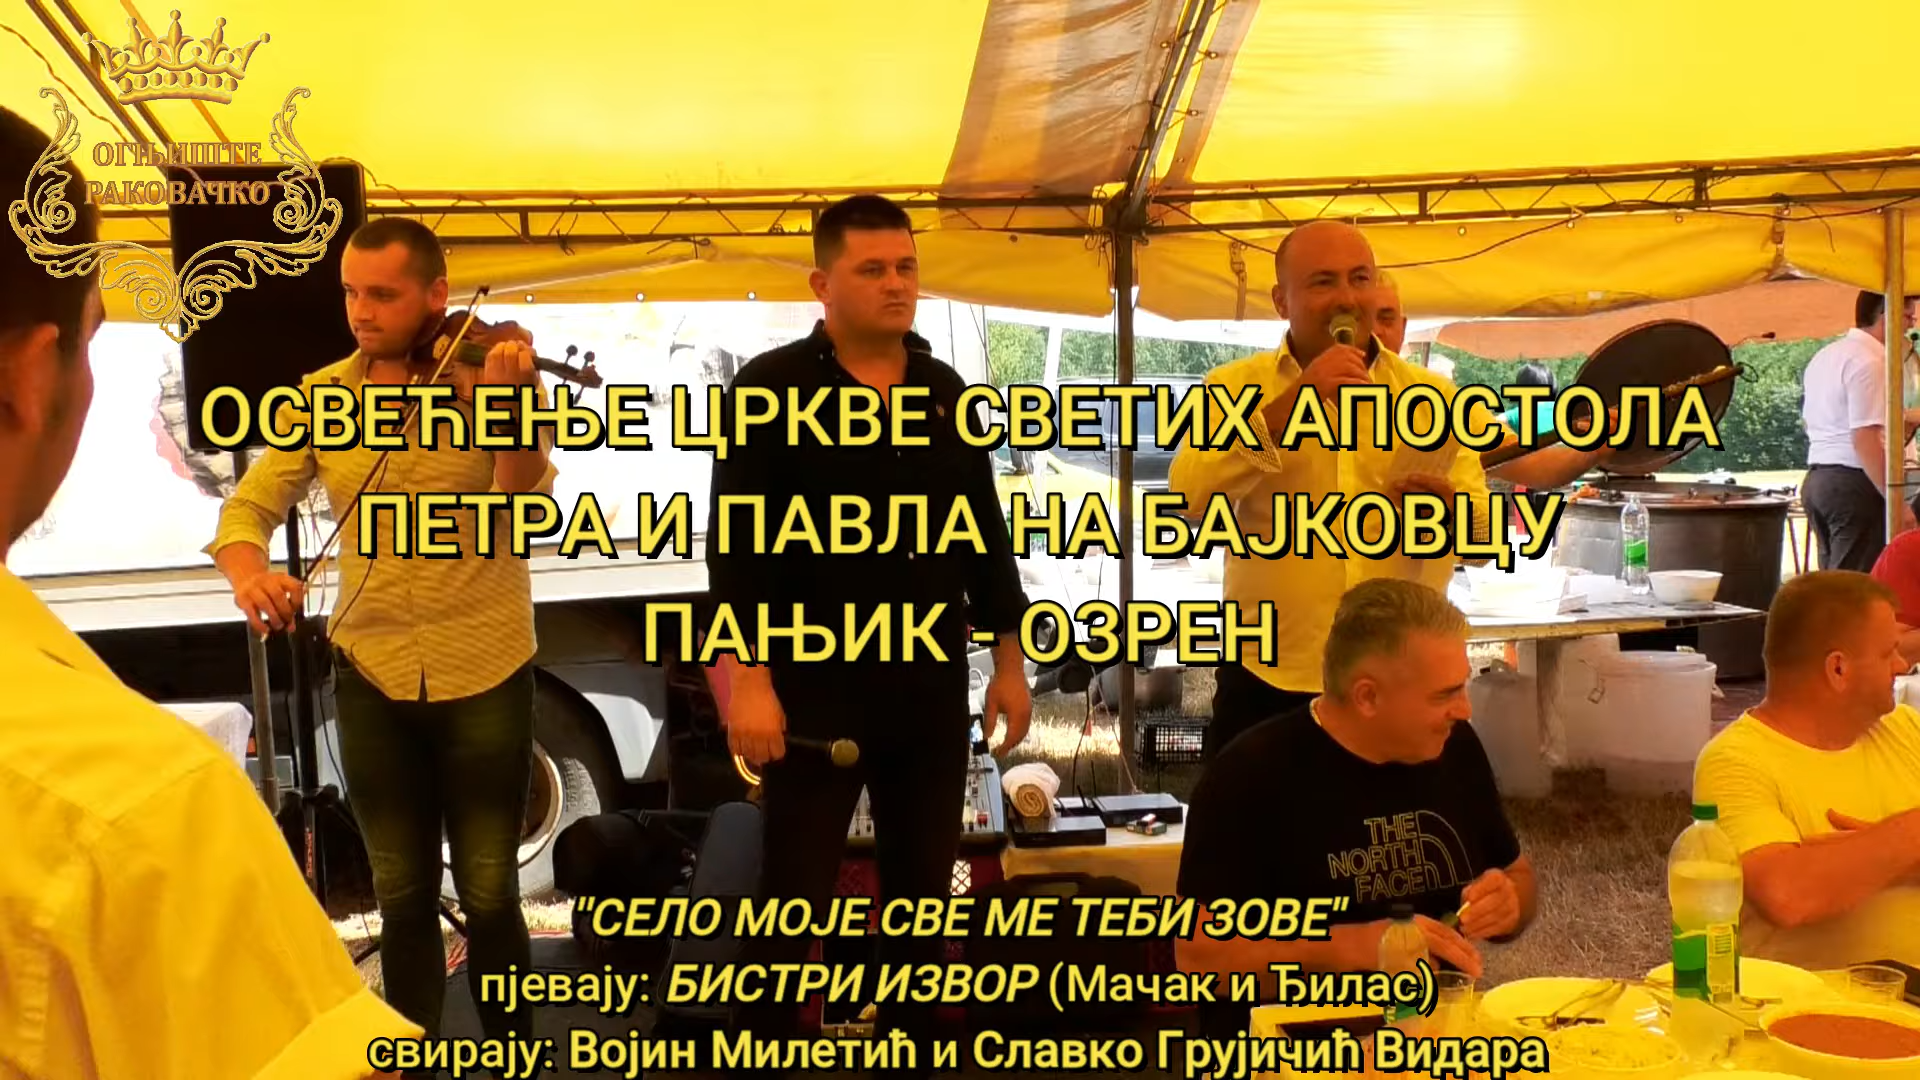 ОГЊИШТЕ
РАКОВАЧКО
ОСВЕЋЕЊЕ ЦРКВЕ СВЕТИХ АПОСТОЛА
ПЕТРА И ПАВЛА НА БАЈКОВЦУ
ПАЊИК - ОЗРЕН
THE
NORTH
FACE
"СЕЛО МОЈЕ СВЕ МЕ ТЕБИ ЗОВЕ"
пјевају: БИСТРИ ИЗВОР (Мачак и Ђилас)
свирају: Војин Милетић и Славко Грујичић Видара